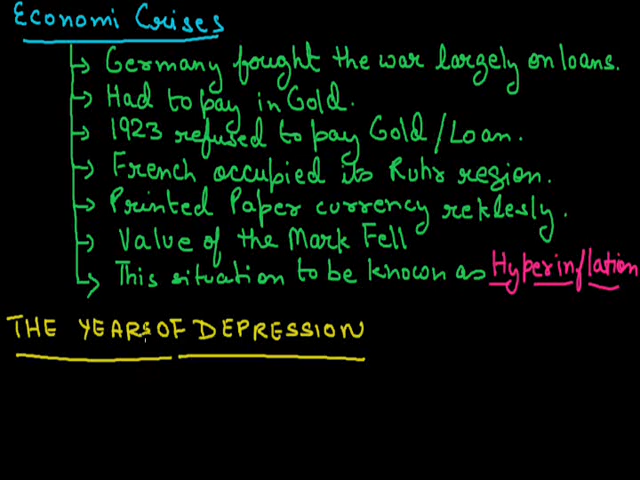 Economi Crises
→ Germany fought the war largely on loans.
→ Had to pay in Gold.
→ 1923 refused to pay Gold/Loan.
→ French occupied its Ruhr region.
→ Printed Paper currency reklesly.
→ Value of the Mark Fell
→ This situation to be known as Hyperinflation
THE YEARS OF DEPRESSION